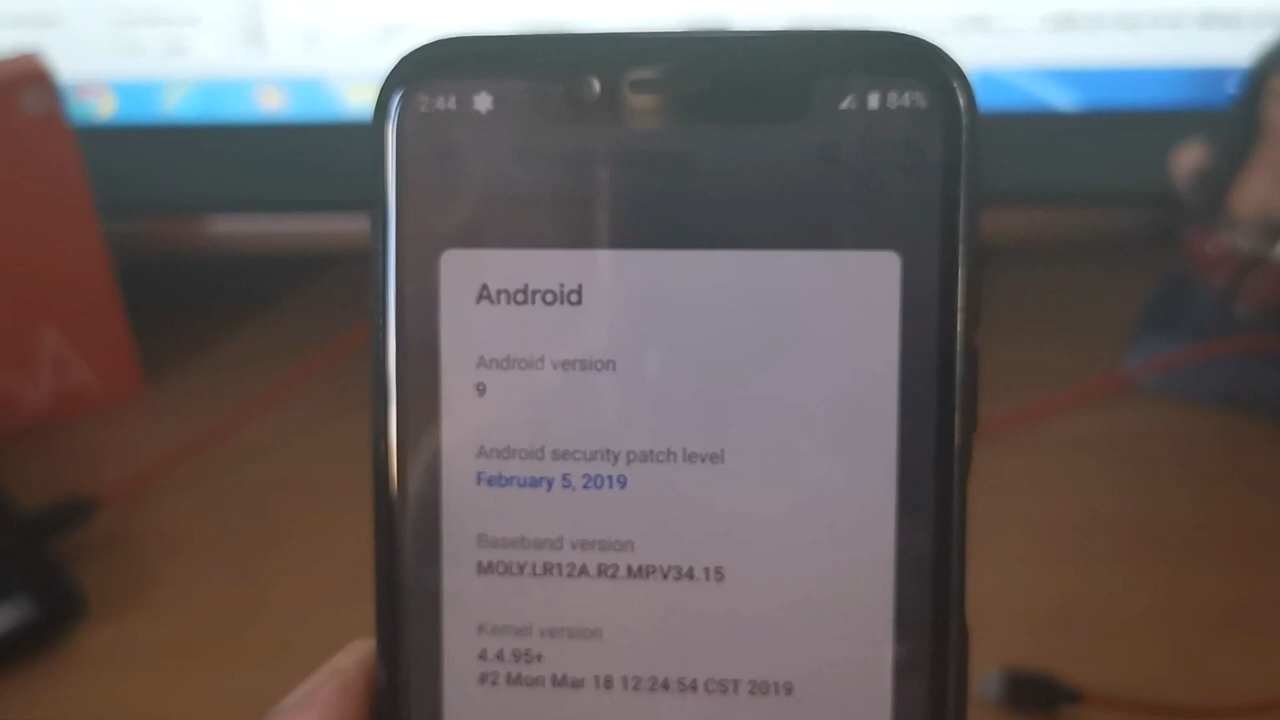 2:44 84%
Android
Android version
9
Android security patch level
February 5, 2019
Baseband version
MOLY.LR12A.R2.MP.V34.15
Kernel version
4.4.95+
#2 Mon Mar 18 12:24:54 CST 2019